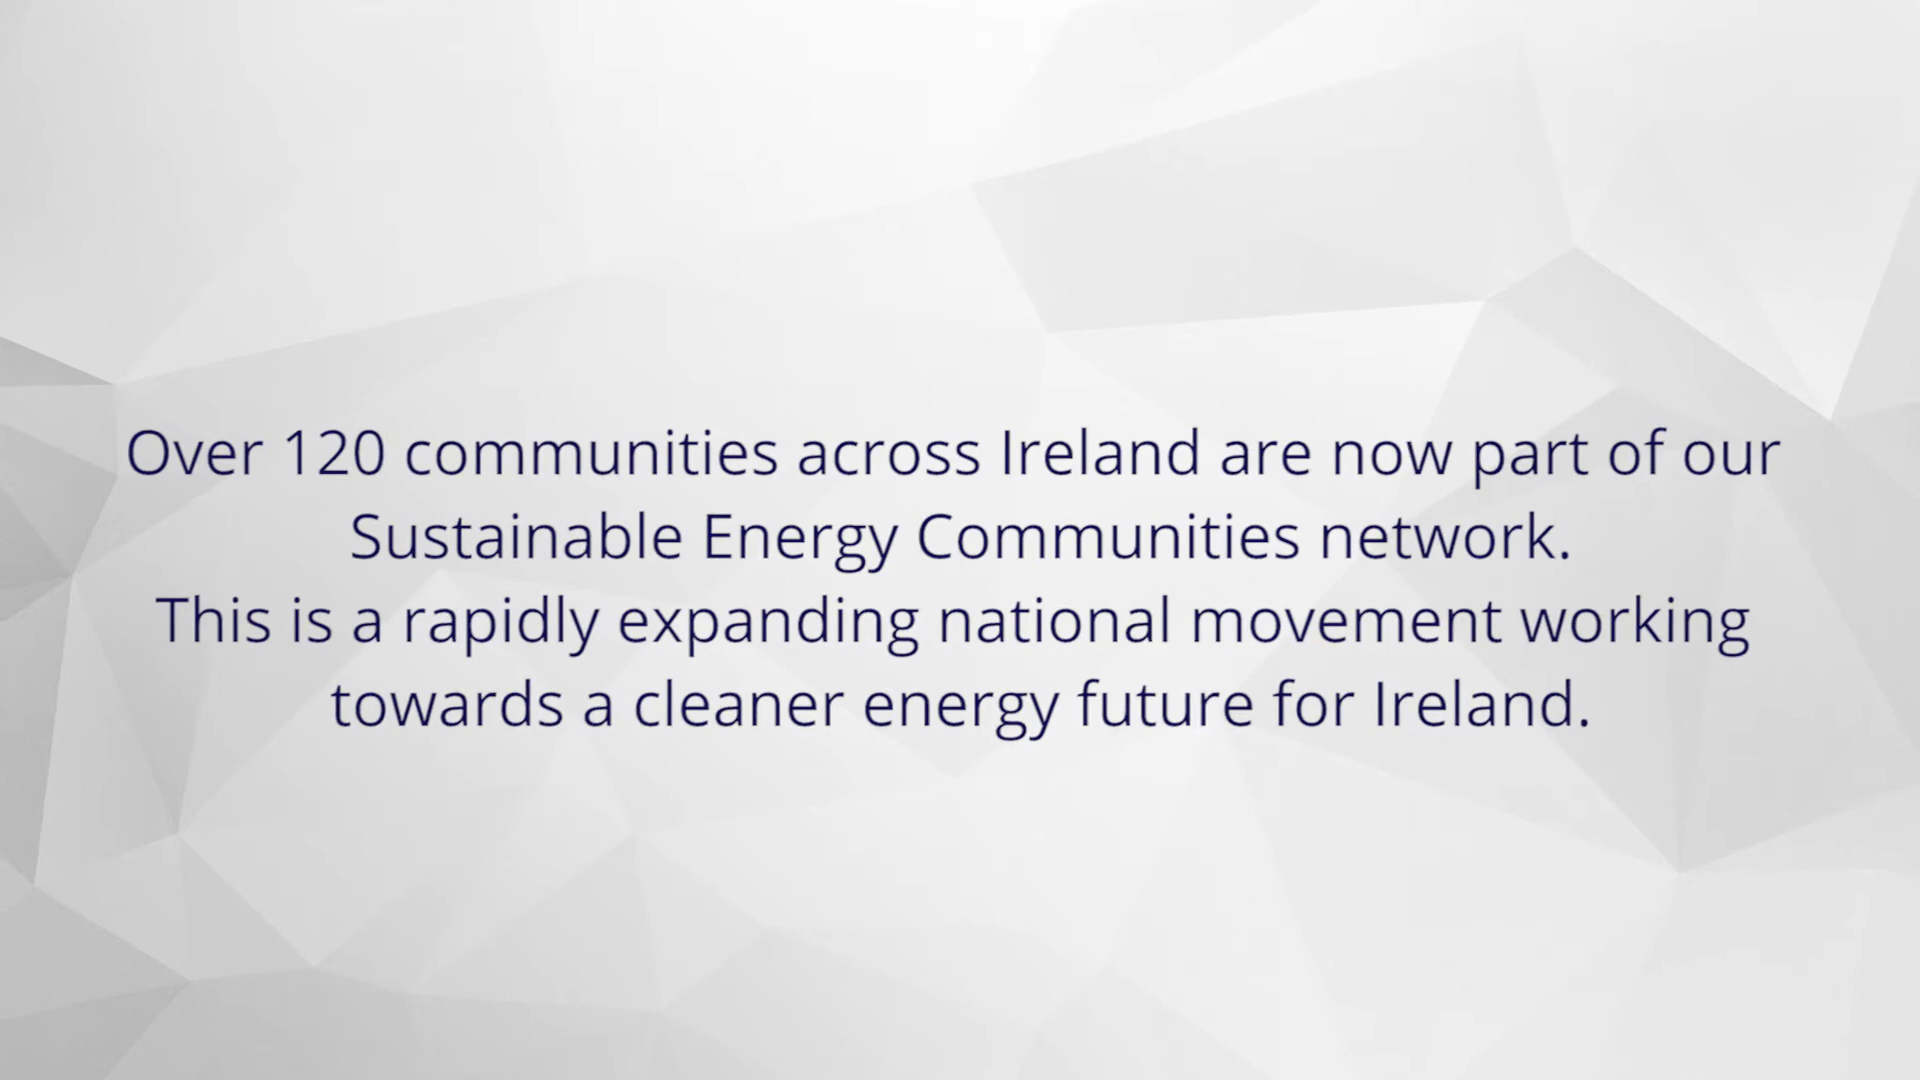 Over 120 communities across Ireland are now part of our
Sustainable Energy Communities network.
This is a rapidly expanding national movement working
towards a cleaner energy future for Ireland.